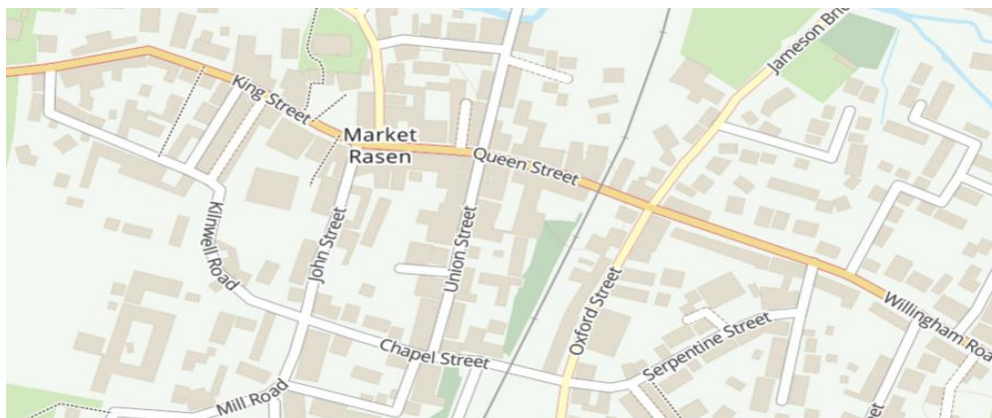 Jameson Bri
King Street
Market
Rasen
Queen Street
Kilnwell Road
John Street
Union Street
Oxford Street
Willingham Roa
Chapel Street
Serpentine Street
Mill Road
eet